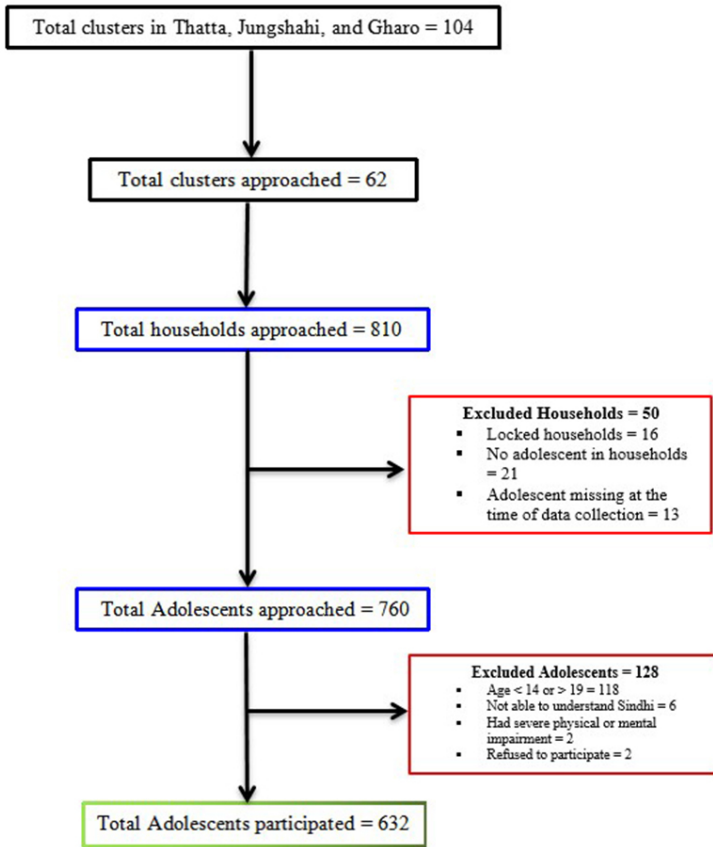 Total clusters in Thatta, Jungshahi, and Gharo = 104
Total clusters approached = 62
Total households approached = 810
Excluded Households = 50
▪ Locked households = 16
▪ No adolescent in households
= 21
▪ Adolescent missing at the
time of data collection = 13
Total Adolescents approached = 760
Excluded Adolescents = 128
▪ Age < 14 or > 19 = 118
▪ Not able to understand Sindhi = 6
▪ Had severe physical or mental
impairment = 2
▪ Refused to participate = 2
Total Adolescents participated = 632